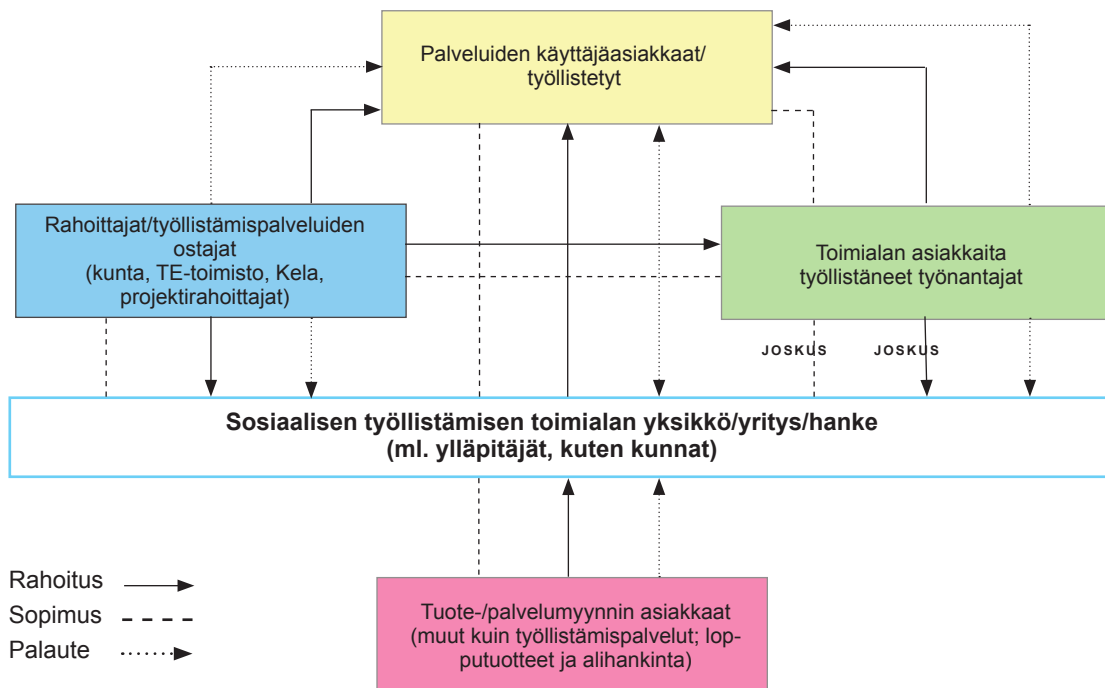 Palveluiden käyttäjäasiakkaat/
työllistetyt
Rahoittajat/työllistämispalveluiden
ostajat
(kunta, TE-toimisto, Kela,
projektirahoittajat)
Toimialan asiakkaita
työllistäneet työnantajat
JOSKUS JOSKUS
Sosiaalisen työllistämisen toimialan yksikkö/yritys/hanke
(ml. ylläpitäjät, kuten kunnat)
Rahoitus
Sopimus
Palaute
Tuote-/palvelumyynnin asiakkaat
(muut kuin työllistämispalvelut; lop-
putuotteet ja alihankinta)